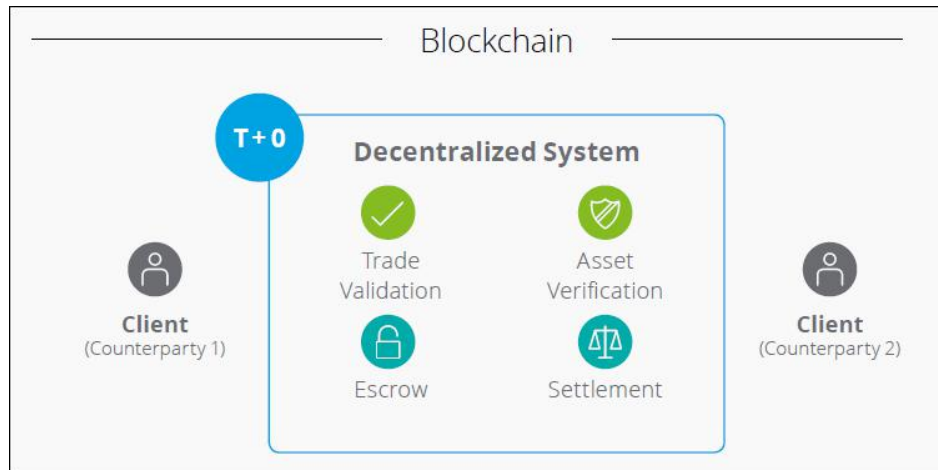 Blockchain
T+0
Decentralized System
Trade
Validation
Asset
Verification
Client
(Counterparty 1)
Escrow
Settlement
Client
(Counterparty 2)